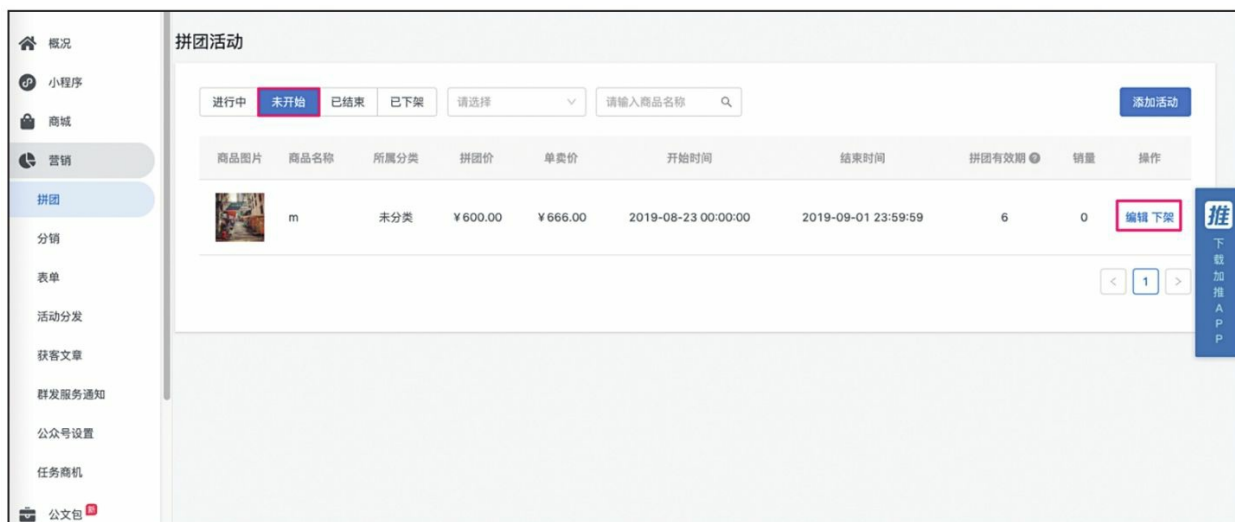 概况
小程序
商城
营销
拼团
分销
表单
活动分发
获客文章
群发服务通知
公众号设置
任务商机
公文包 新
拼团活动
进行中 未开始 已结束 已下架 请选择 请输入商品名称 添加活动
商品图片 商品名称 所属分类 拼团价 单卖价 开始时间 结束时间 拼团有效期 销量 操作
m 未分类 ¥600.00 ¥666.00 2019-08-23 00:00:00 2019-09-01 23:59:59 6 0 编辑 下架
< 1 >
推
下载加推APP